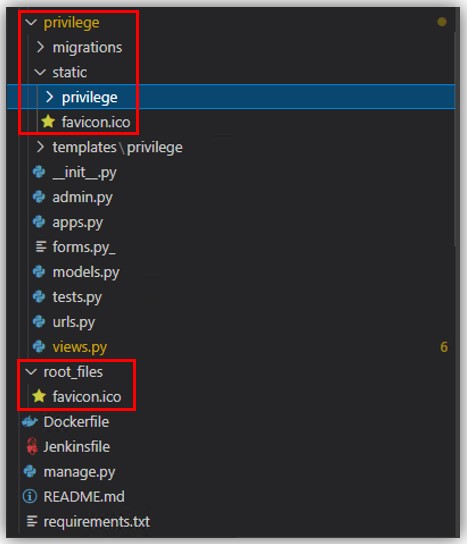 privilege
migrations
static
privilege
favicon.ico
templates\privilege
__init__.py
admin.py
apps.py
forms.py_
models.py
tests.py
urls.py
views.py 6
root_files
favicon.ico
Dockerfile
Jenkinsfile
manage.py
README.md
requirements.txt